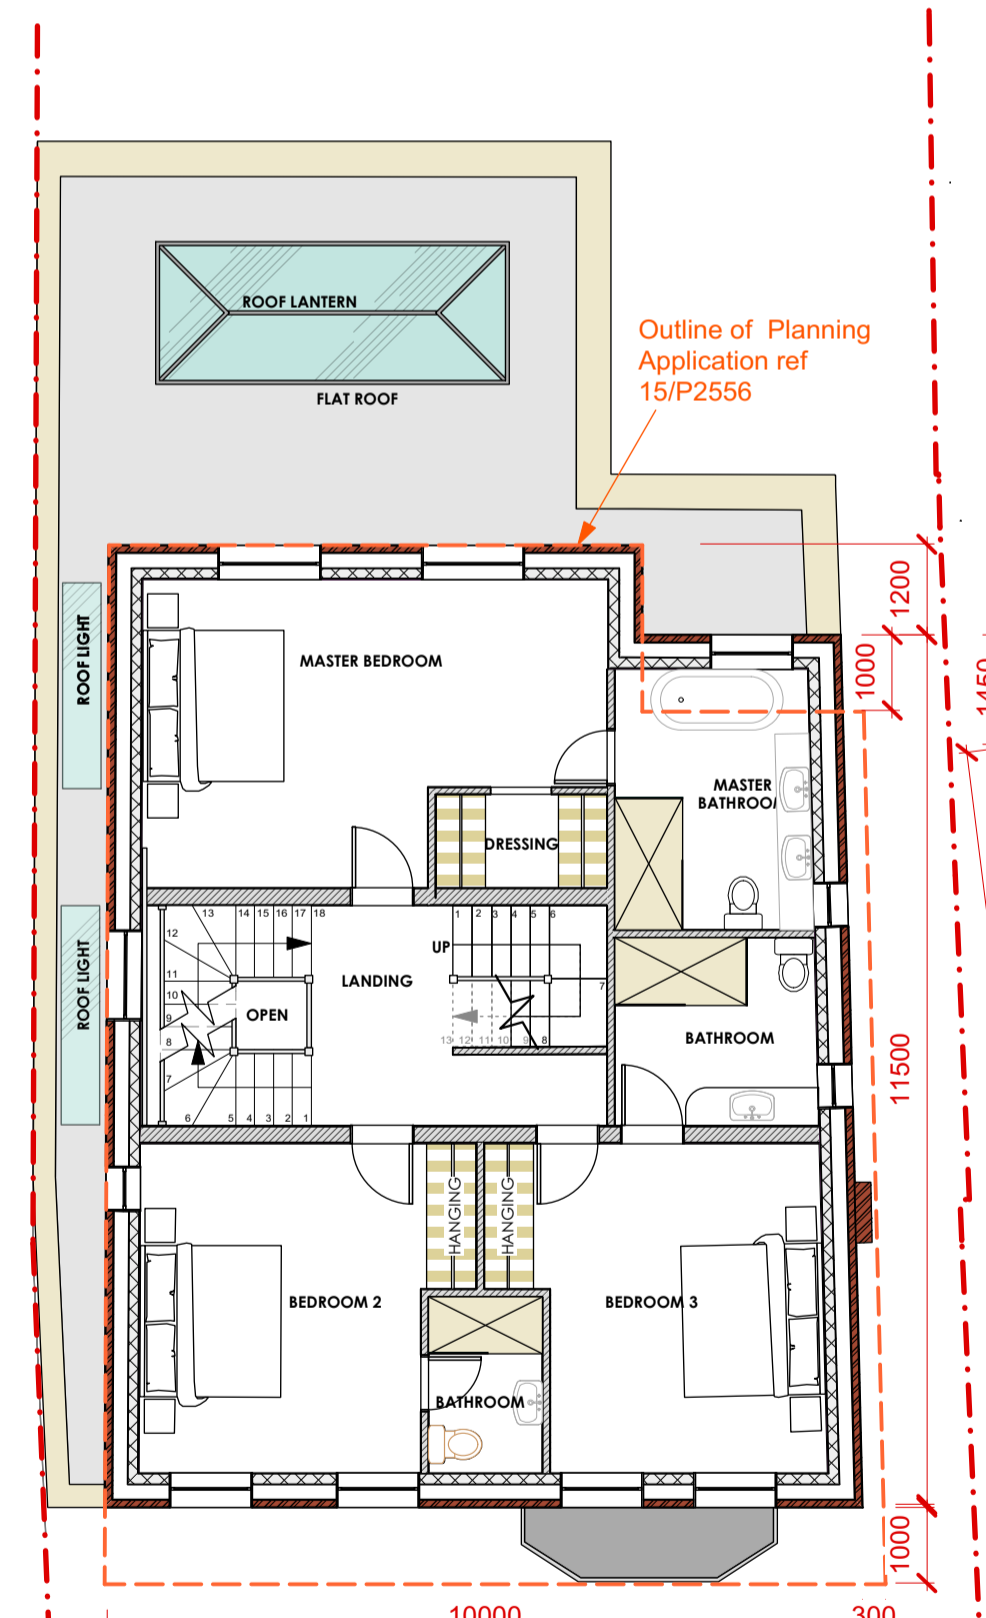 ROOF LANTERN
FLAT ROOF
Outline of Planning
Application ref
15/P2556
1200
1000
1450
ROOF LIGHT
MASTER BEDROOM
MASTER
BATHROOM
DRESSING
13 14 15 16 17 18
1 2 3 4 5 6
12
UP
11
LANDING
7
10
OPEN
9
8
13 12 11 10 9 8
7
6 5 4 3 2 1
ROOF LIGHT
BATHROOM
11500
HANGING
HANGING
BEDROOM 2
BEDROOM 3
BATHROOM
1000
10000
300